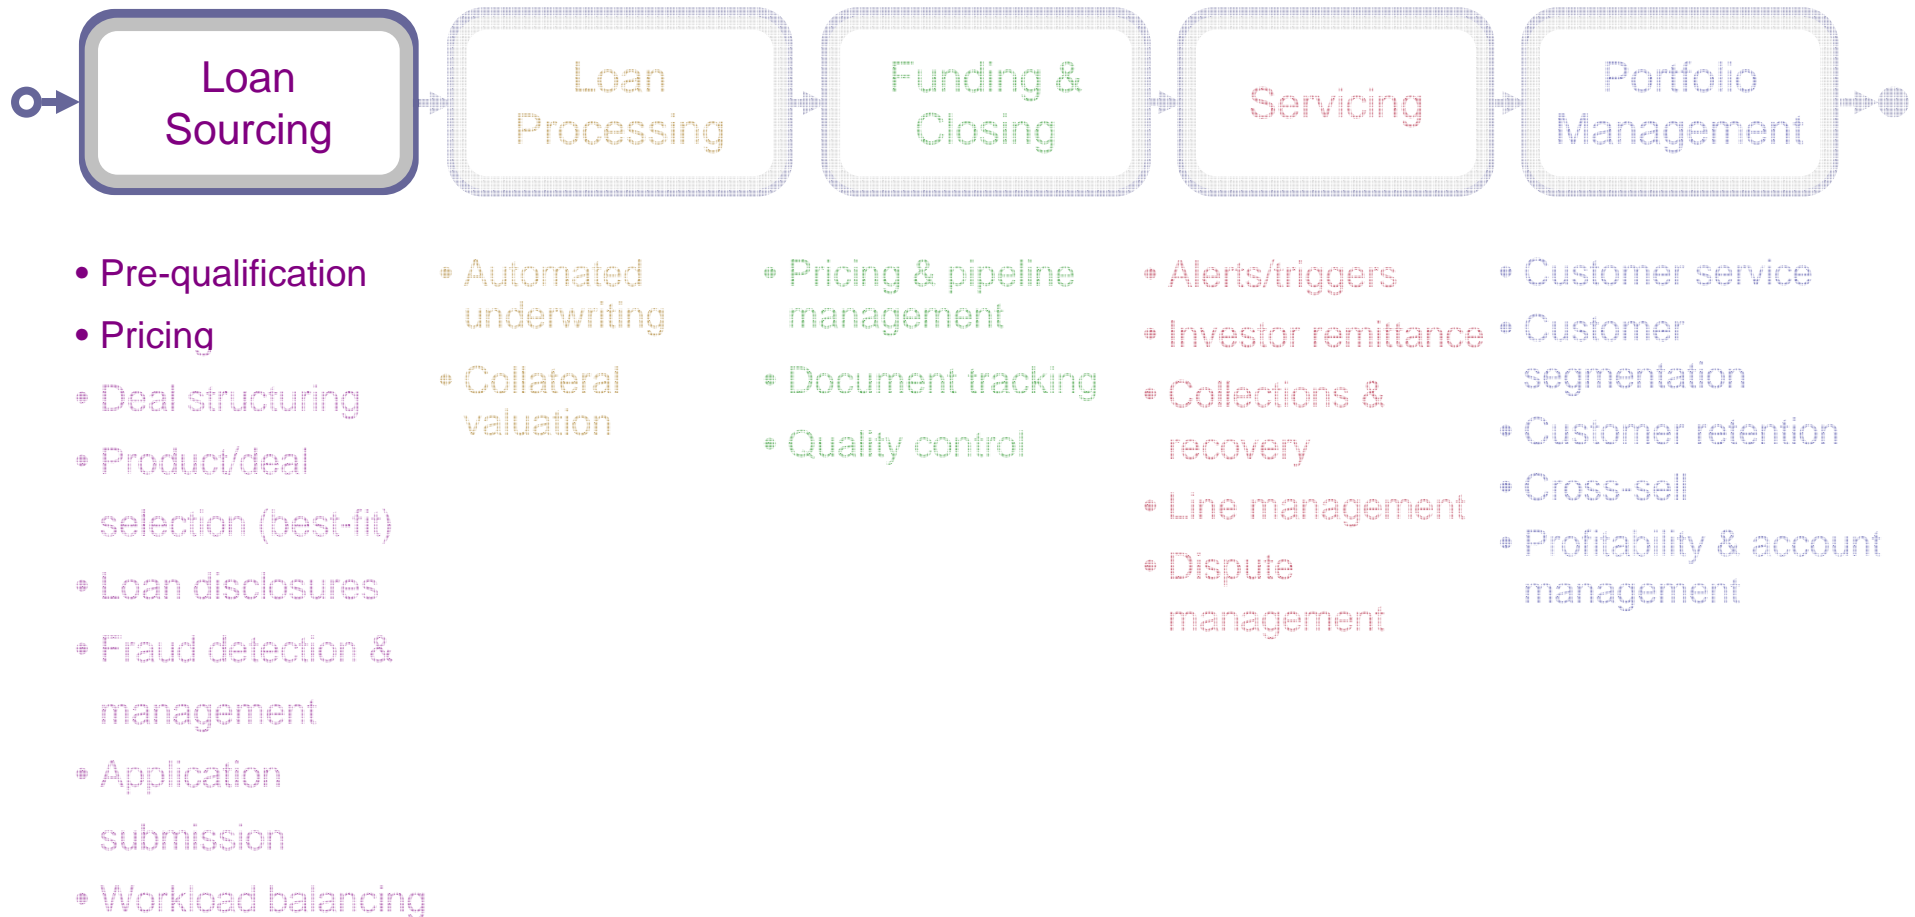 Loan
Sourcing
Loan
Processing
Funding &
Closing
Servicing
Portfolio
Management
• Pre-qualification
• Pricing
• Deal structuring
• Product/deal
selection (best-fit)
• Loan disclosures
• Fraud detection &
management
• Application
submission
• Workload balancing
• Automated
underwriting
• Collateral
valuation
• Pricing & pipeline
management
• Document tracking
• Quality control
• Alerts/triggers
• Investor remittance
• Collections &
recovery
• Line management
• Dispute
management
• Customer service
• Customer
segmentation
• Customer retention
• Cross-sell
• Profitability & account
management